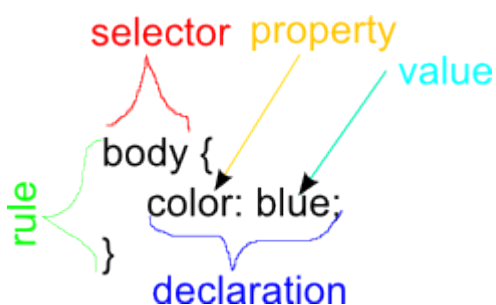 selector property
value
body {
color: blue;
}
rule
declaration